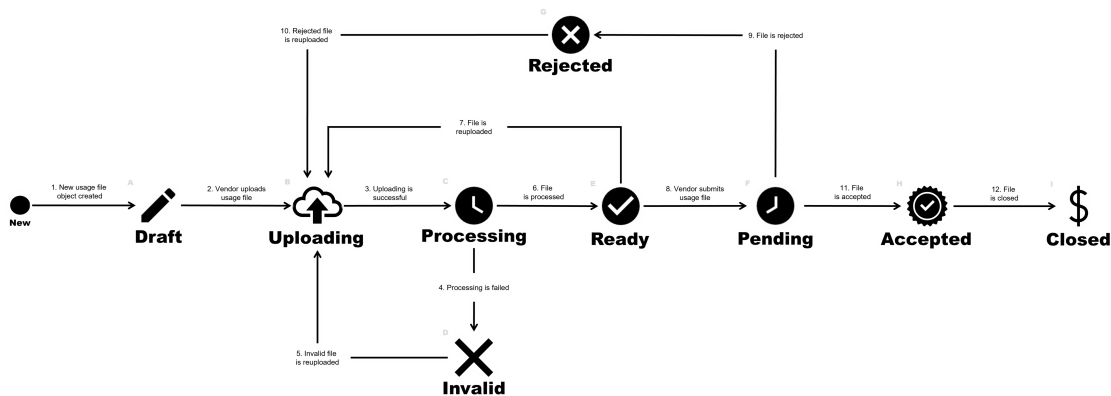 G
10. Rejected file
is reuploaded
9. File is rejected
Rejected
7. File is
reuploaded
A
B
C
E
F
H
I
1. New usage file
object created
2. Vendor uploads
usage file
3. Uploading is
successful
6. File
is processed
8. Vendor submits
usage file
11. File
is accepted
12. File
is closed
New
Draft
Uploading
Processing
Ready
Pending
Accepted
Closed
4. Processing is failed
D
5. Invalid file
is reuploaded
Invalid